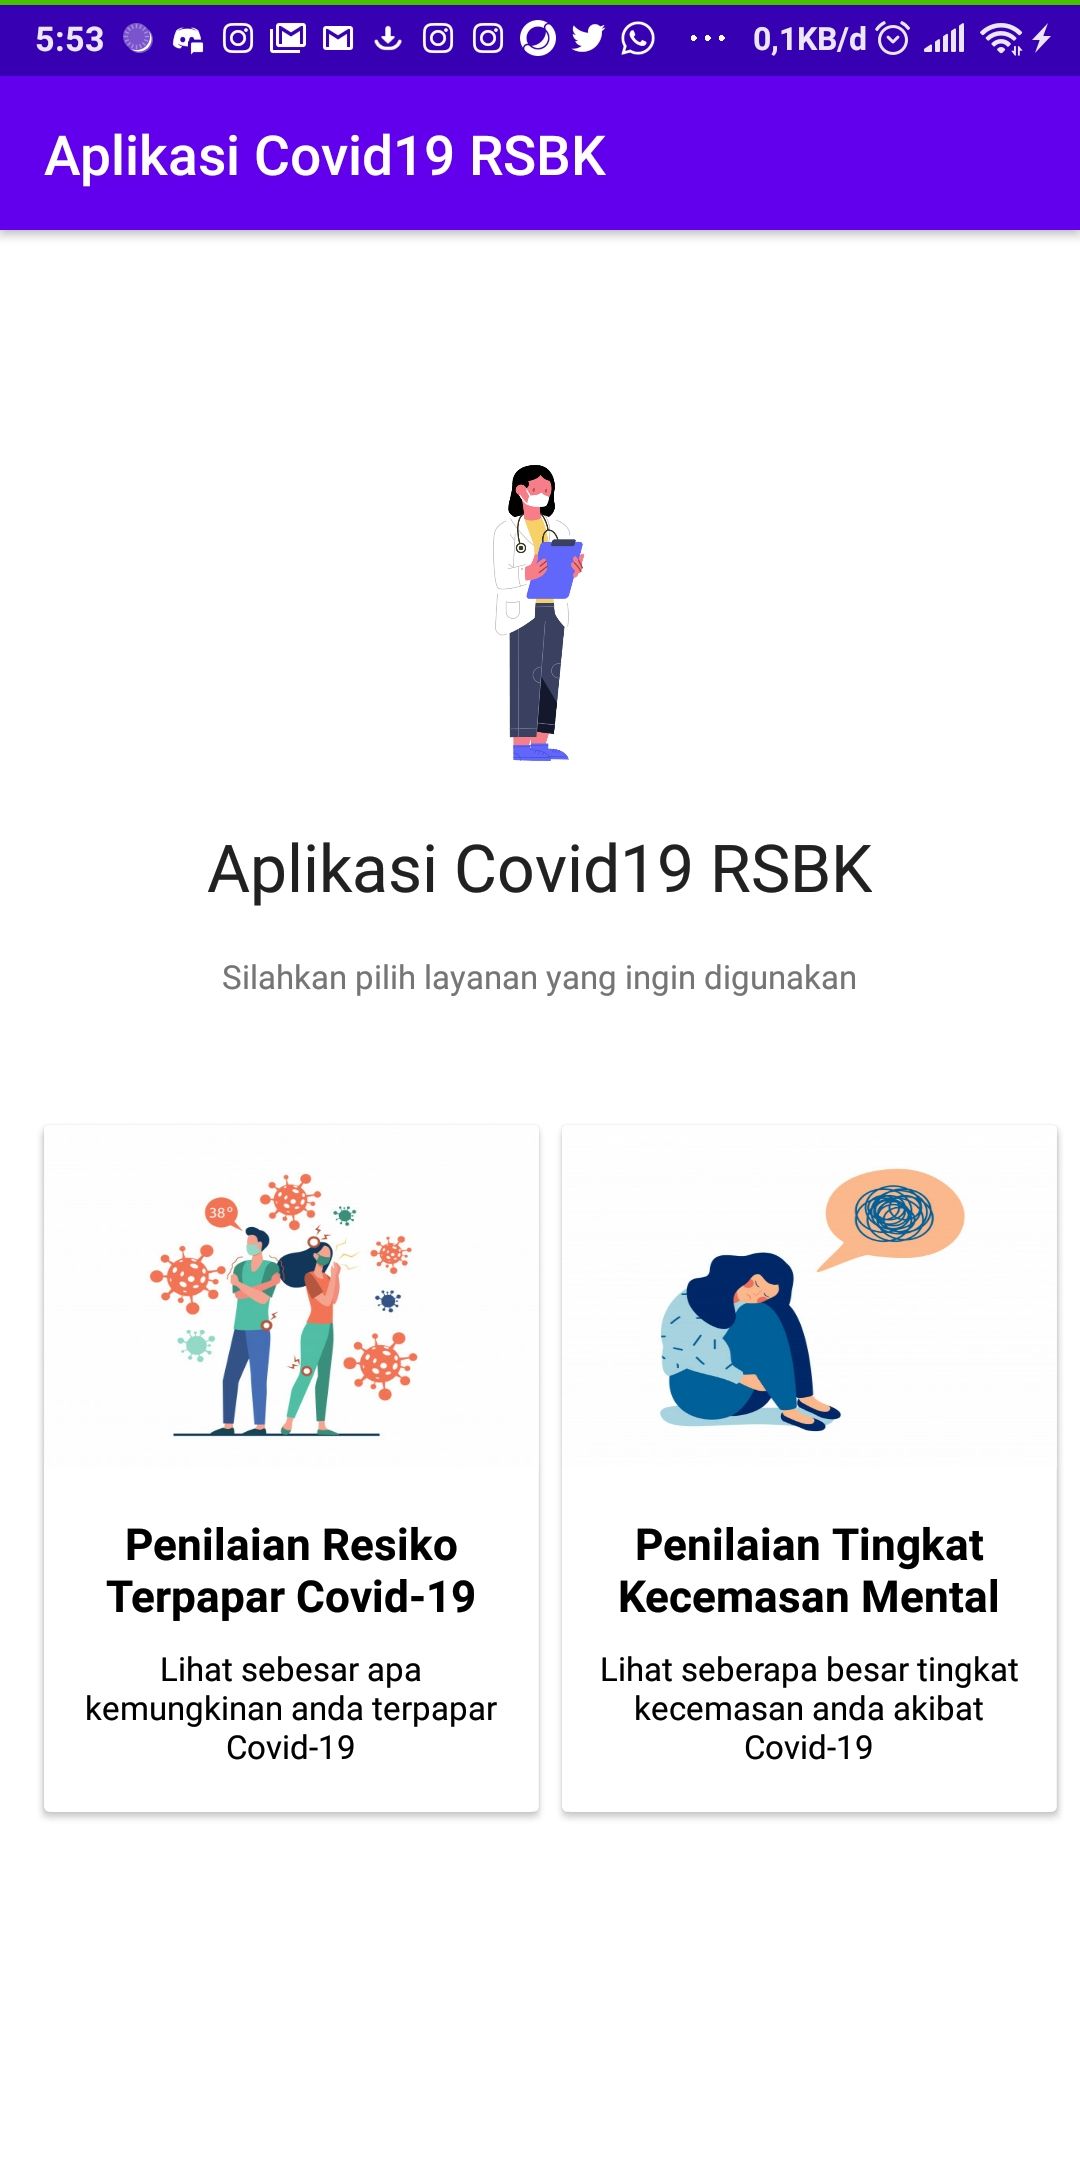 5:53 0,1KB/d
Aplikasi Covid19 RSBK
Aplikasi Covid19 RSBK
Silahkan pilih layanan yang ingin digunakan
38°
Penilaian Resiko
Terpapar Covid-19
Lihat sebesar apa
kemungkinan anda terpapar
Covid-19
Penilaian Tingkat
Kecemasan Mental
Lihat seberapa besar tingkat
kecemasan anda akibat
Covid-19